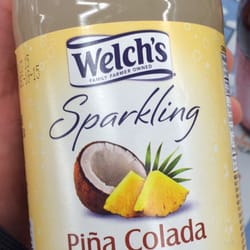 Welch's
FAMILY FARMER OWNED
Sparkling
Piña Colada